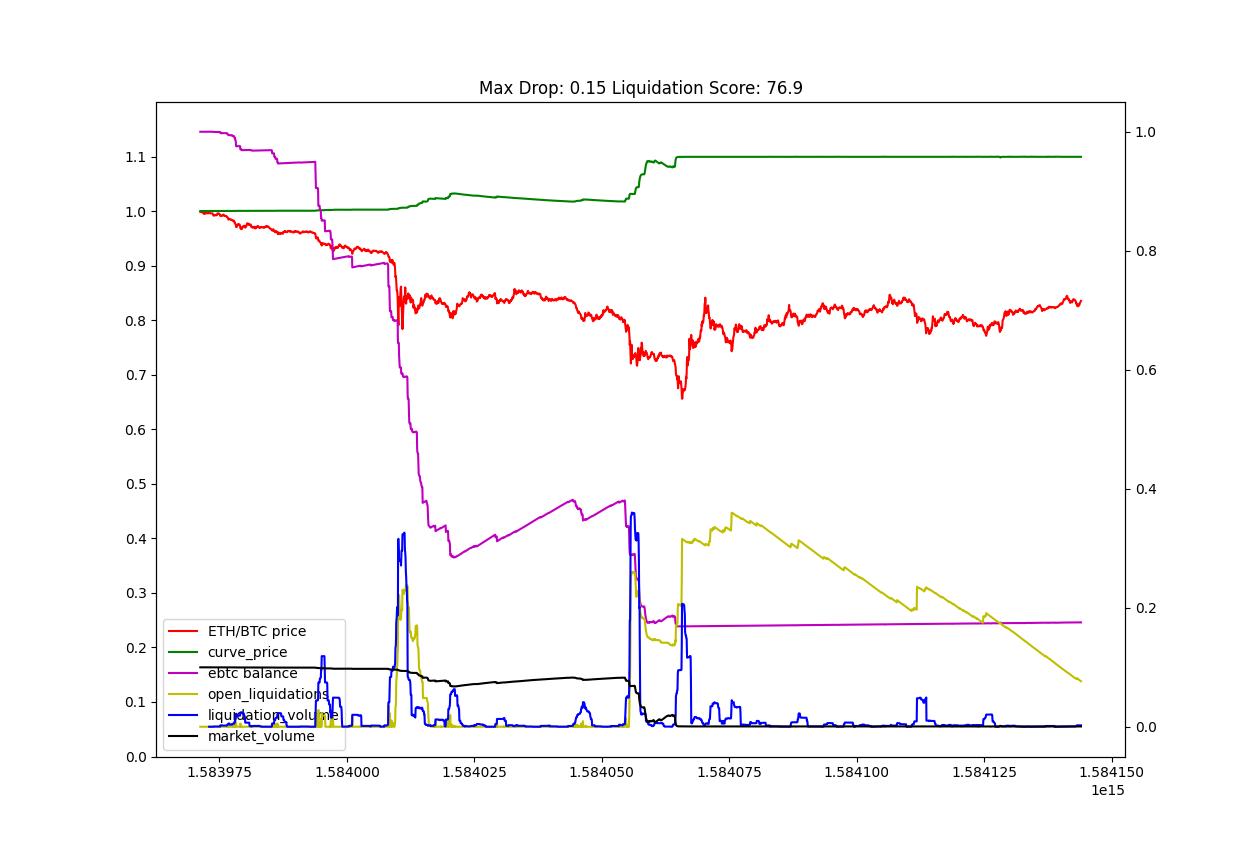 Max Drop: 0.15 Liquidation Score: 76.9
1.1
1.0
0.9
0.8
0.7
0.6
0.5
0.4
0.3
0.2
0.1
0.0
1.0
0.8
0.6
0.4
0.2
0.0
ETH/BTC price
curve_price
ebtc balance
open_liquidations
liquidation_volume
market_volume
1.583975 1.584000 1.584025 1.584050 1.584075 1.584100 1.584125 1.584150
1e15